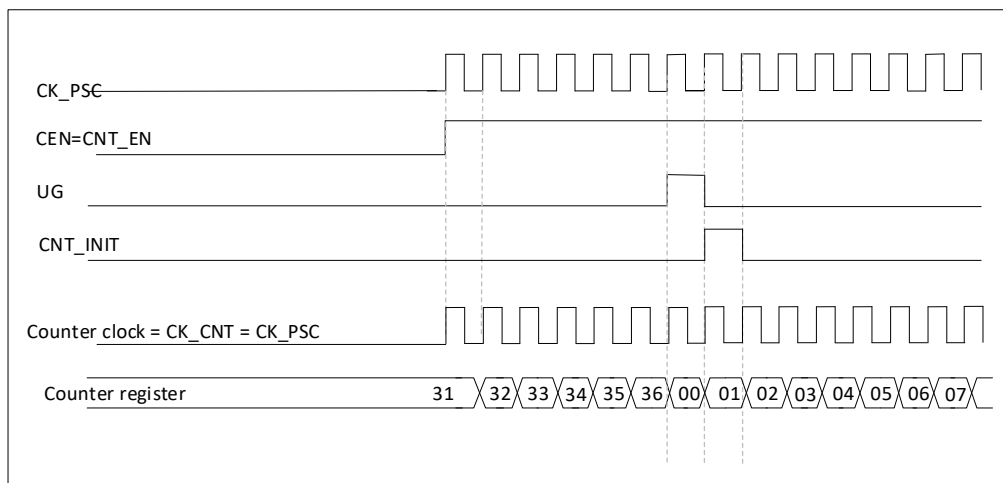 CK_PSC
CEN=CNT_EN
UG
CNT_INIT
Counter clock = CK_CNT = CK_PSC
Counter register 31 32 33 34 35 36 00 01 02 03 04 05 06 07